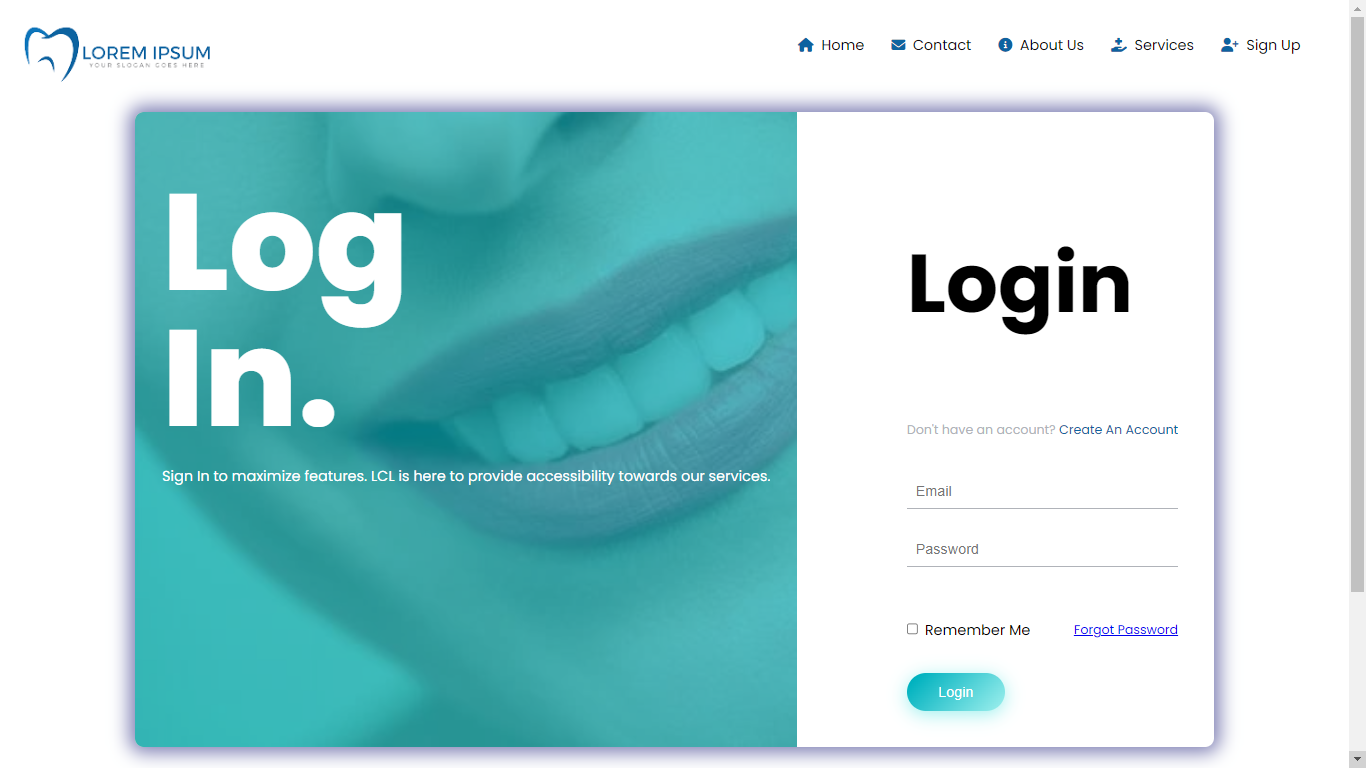 LOREM IPSUM
YOUR SLOGAN GOES HERE
Home Contact About Us Services Sign Up
Log
In.
Sign In to maximize features. LCL is here to provide accessibility towards our services.
Login
Don't have an account? Create An Account
Email
Password
Remember Me Forgot Password
Login